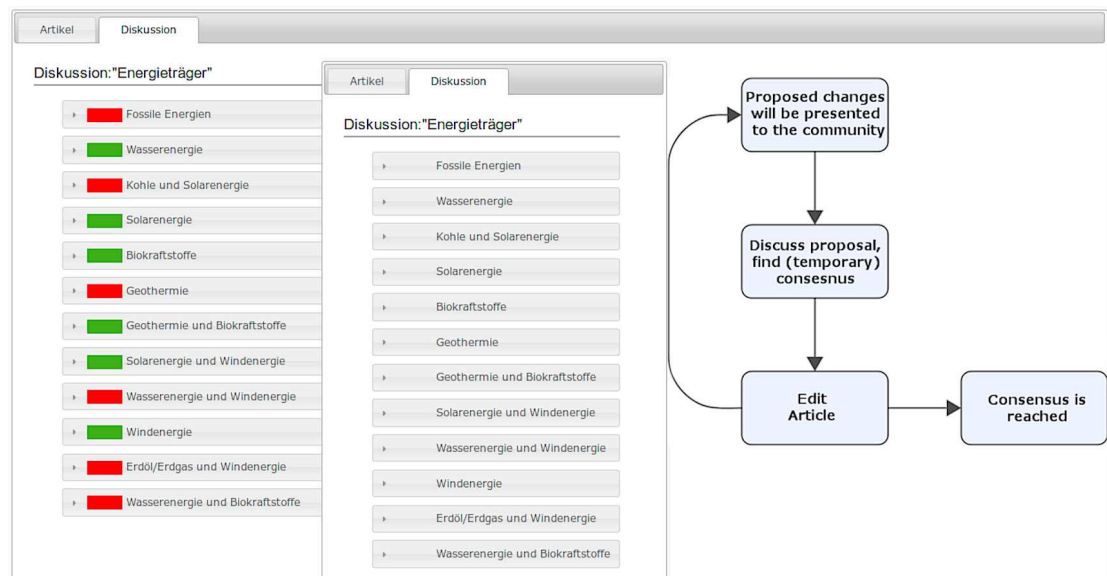 Artikel
Diskussion
Diskussion:"Energieträger"
Fossile Energien
Wasserenergie
Kohle und Solarenergie
Solarenergie
Biokraftstoffe
Geothermie
Geothermie und Biokraftstoffe
Solarenergie und Windenergie
Wasserenergie und Windenergie
Windenergie
Erdöl/Erdgas und Windenergie
Wasserenergie und Biokraftstoffe
Artikel
Diskussion
Diskussion:"Energieträger"
Fossile Energien
Wasserenergie
Kohle und Solarenergie
Solarenergie
Biokraftstoffe
Geothermie
Geothermie und Biokraftstoffe
Solarenergie und Windenergie
Wasserenergie und Windenergie
Windenergie
Erdöl/Erdgas und Windenergie
Wasserenergie und Biokraftstoffe
Proposed changes
will be presented
to the community
Discuss proposal,
find (temporary)
consesnus
Edit
Article
Consensus is
reached